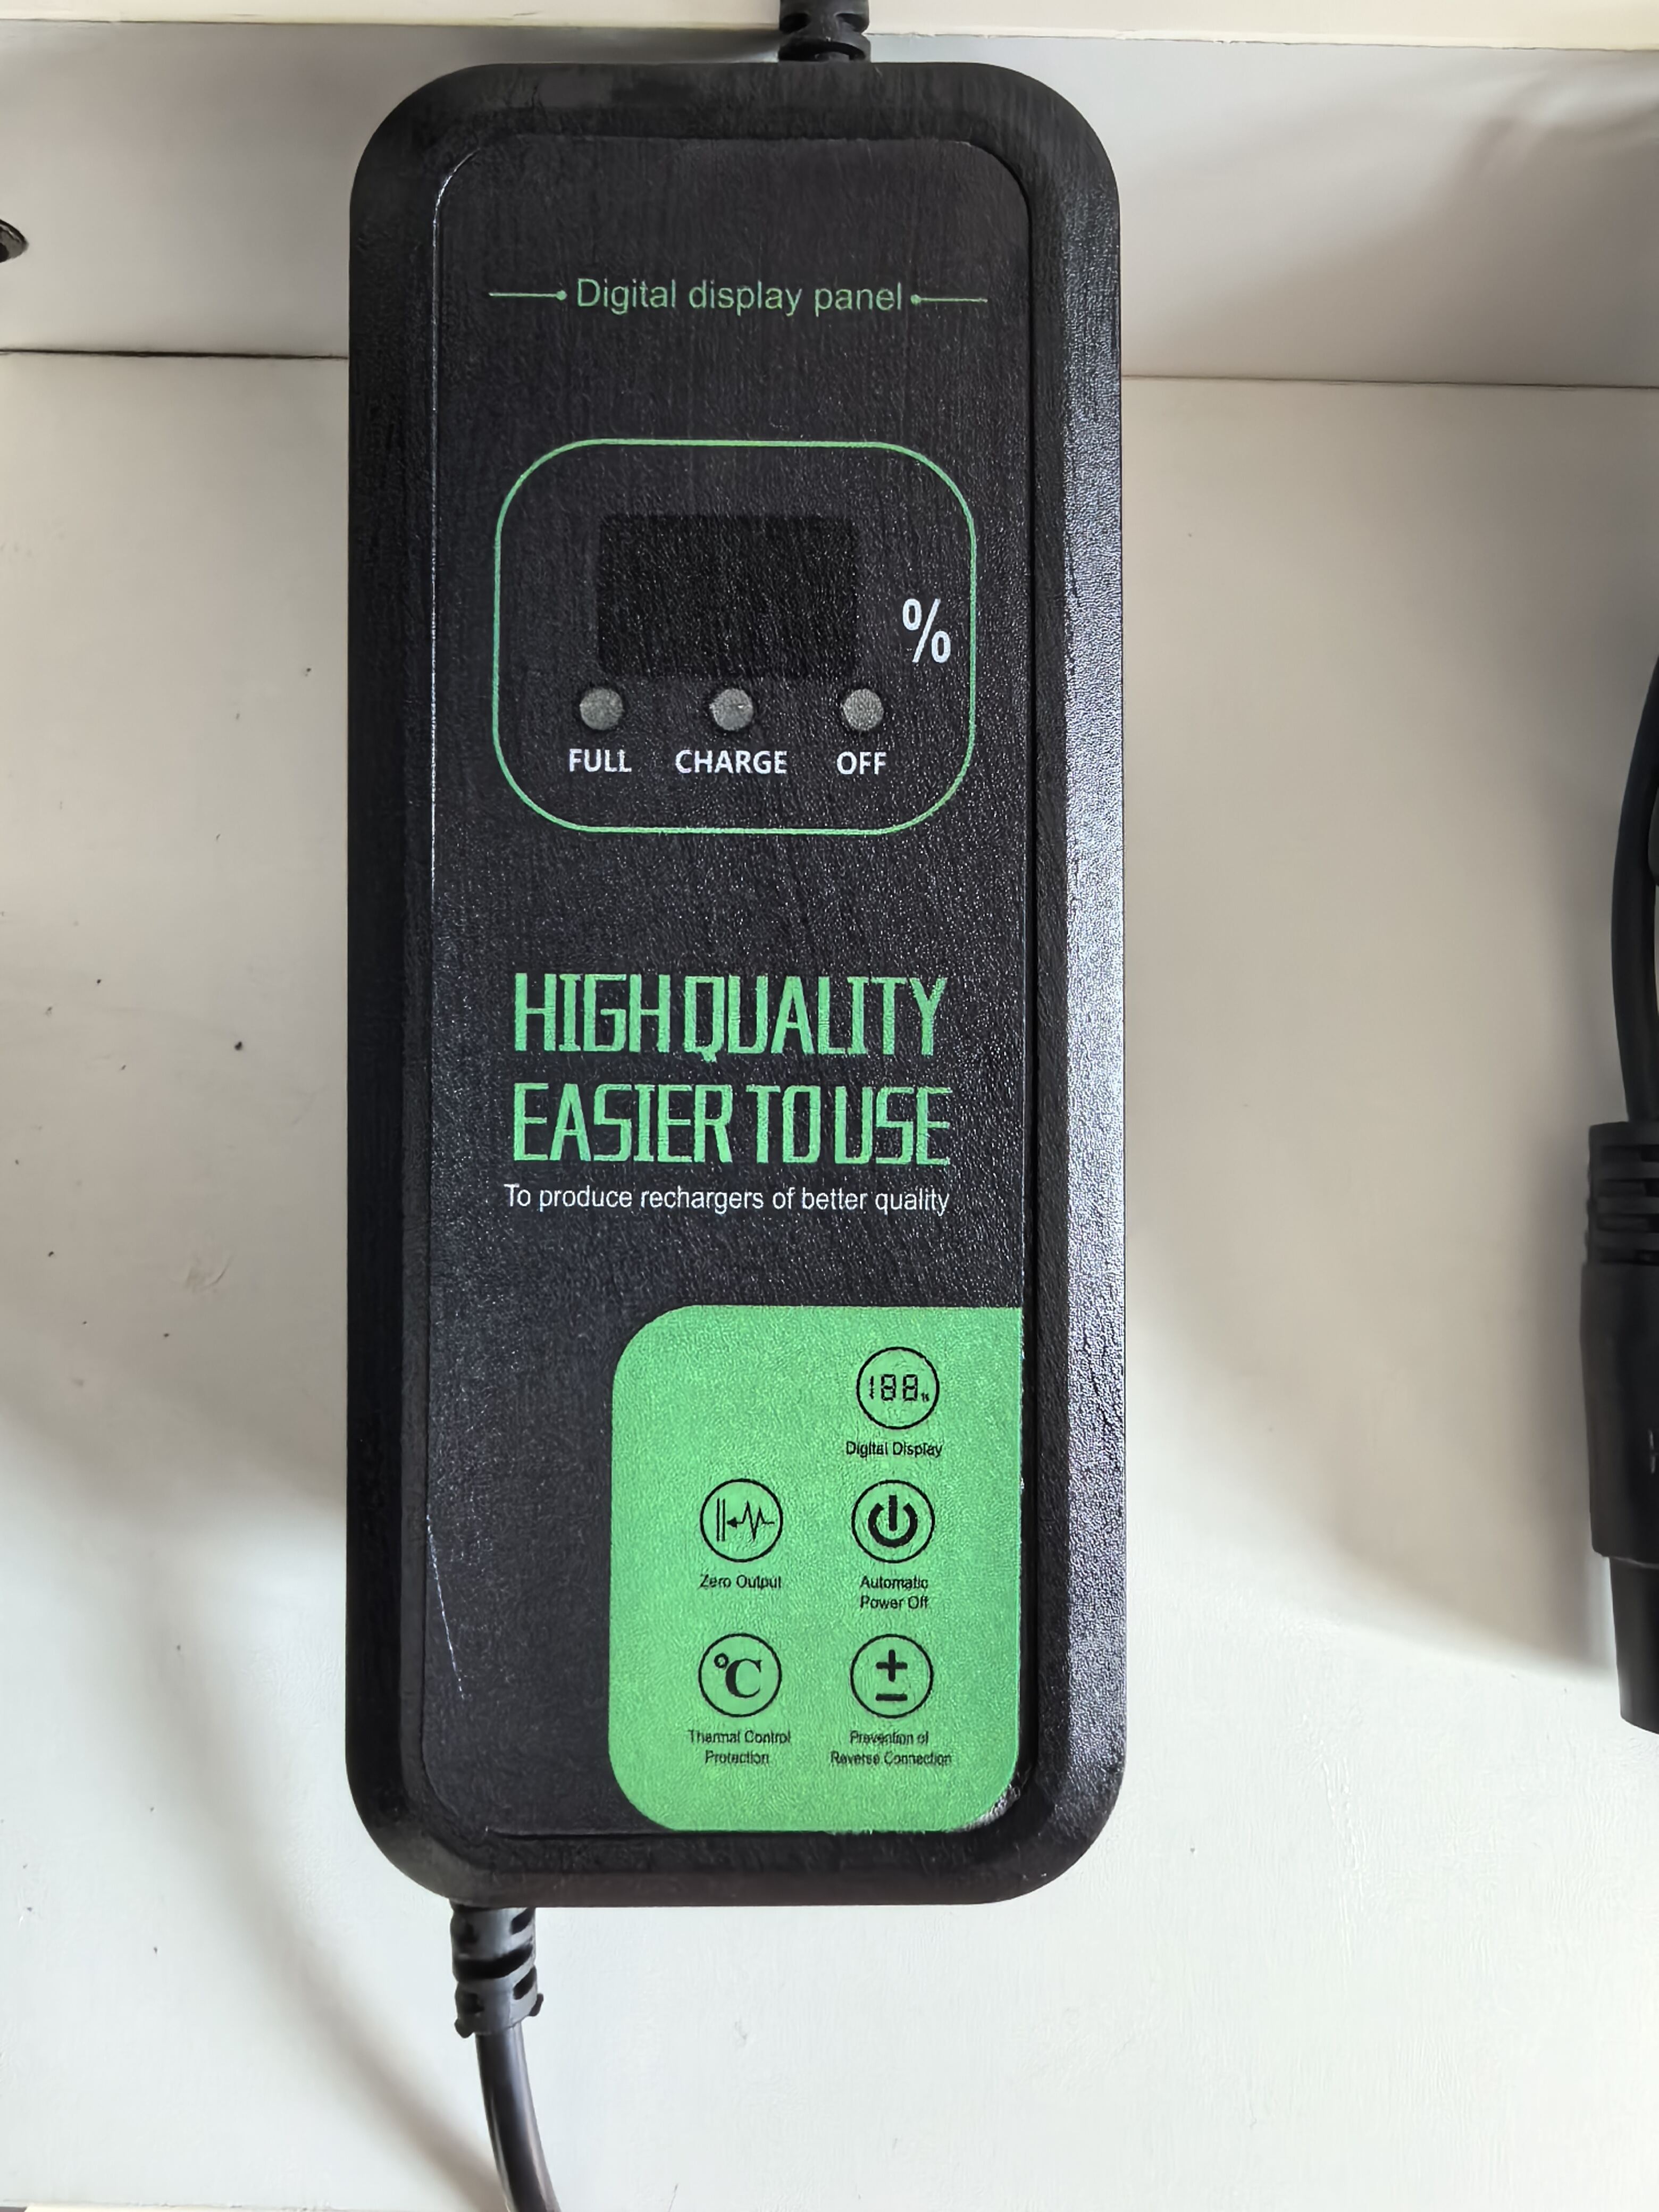 Digital display panel
%
FULL CHARGE OFF
HIGH QUALITY
EASIER TO USE
To produce rechargers of better quality
188%
Digital Display
Zero Output
Automatic
Power Off
°C
Thermal Control
Protection
+
−
Prevention of
Reverse Connection